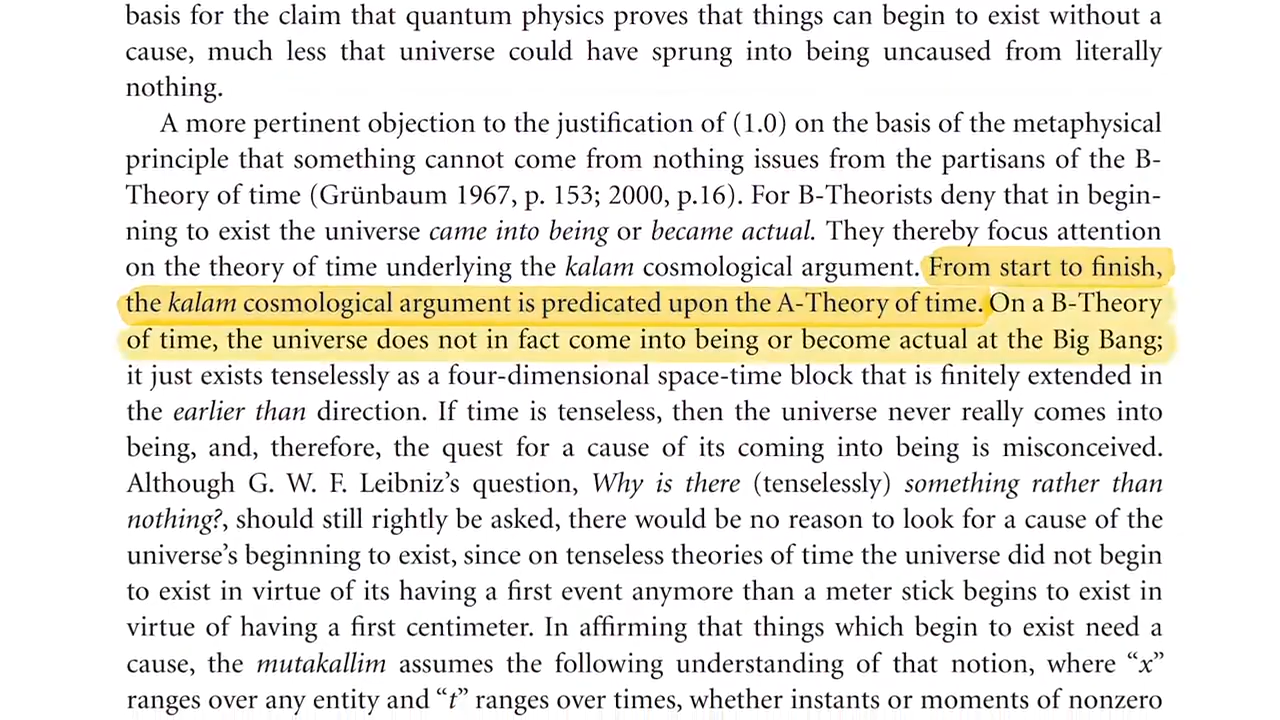 basis for the claim that quantum physics proves that things can begin to exist without a
cause, much less that universe could have sprung into being uncaused from literally
nothing.
A more pertinent objection to the justification of (1.0) on the basis of the metaphysical
principle that something cannot come from nothing issues from the partisans of the B-
Theory of time (Grünbaum 1967, p. 153; 2000, p.16). For B-Theorists deny that in begin-
ning to exist the universe came into being or became actual. They thereby focus attention
on the theory of time underlying the kalam cosmological argument. From start to finish,
the kalam cosmological argument is predicated upon the A-Theory of time. On a B-Theory
of time, the universe does not in fact come into being or become actual at the Big Bang;
it just exists tenselessly as a four-dimensional space-time block that is finitely extended in
the earlier than direction. If time is tenseless, then the universe never really comes into
being, and, therefore, the quest for a cause of its coming into being is misconceived.
Although G. W. F. Leibniz’s question, Why is there (tenselessly) something rather than
nothing?, should still rightly be asked, there would be no reason to look for a cause of the
universe’s beginning to exist, since on tenseless theories of time the universe did not begin
to exist in virtue of its having a first event anymore than a meter stick begins to exist in
virtue of having a first centimeter. In affirming that things which begin to exist need a
cause, the mutakallim assumes the following understanding of that notion, where “x”
ranges over any entity and “t” ranges over times, whether instants or moments of nonzero